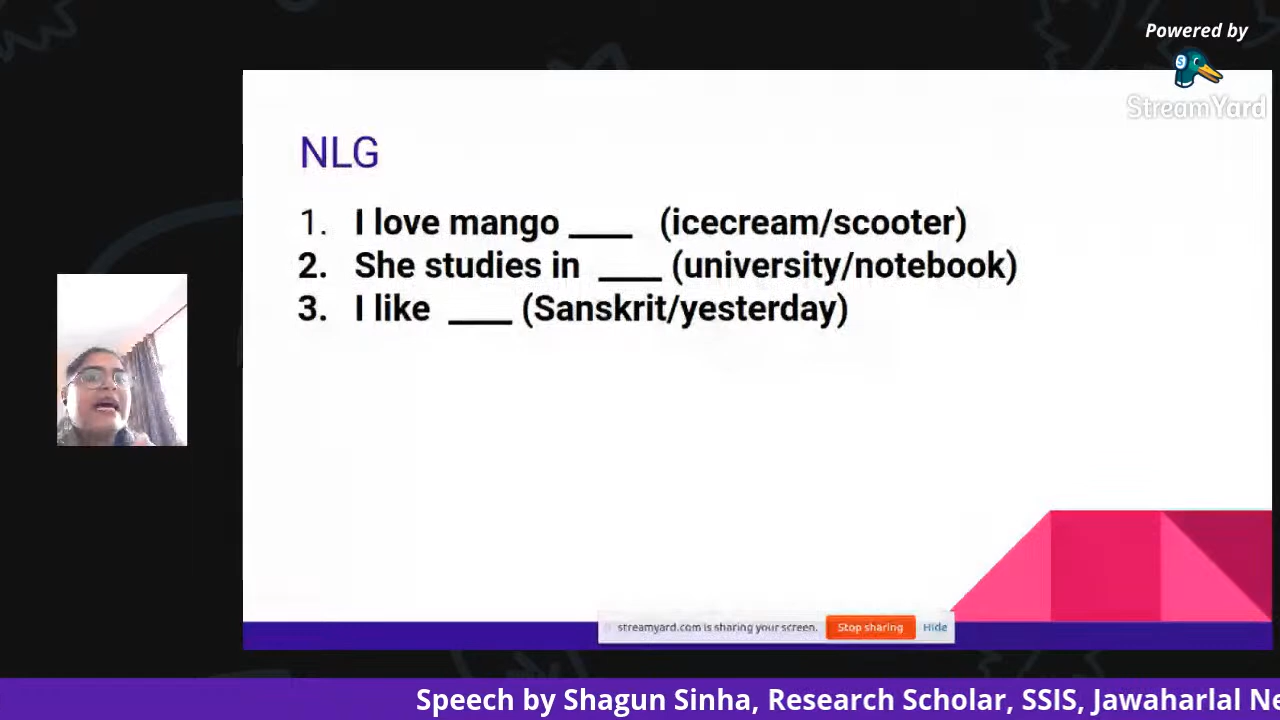 Powered by
StreamYard
NLG
1. I love mango ____ (icecream/scooter)
2. She studies in ____ (university/notebook)
3. I like ____ (Sanskrit/yesterday)
streamyard.com is sharing your screen. Stop sharing Hide
Speech by Shagun Sinha, Research Scholar, SSIS, Jawaharlal Ne